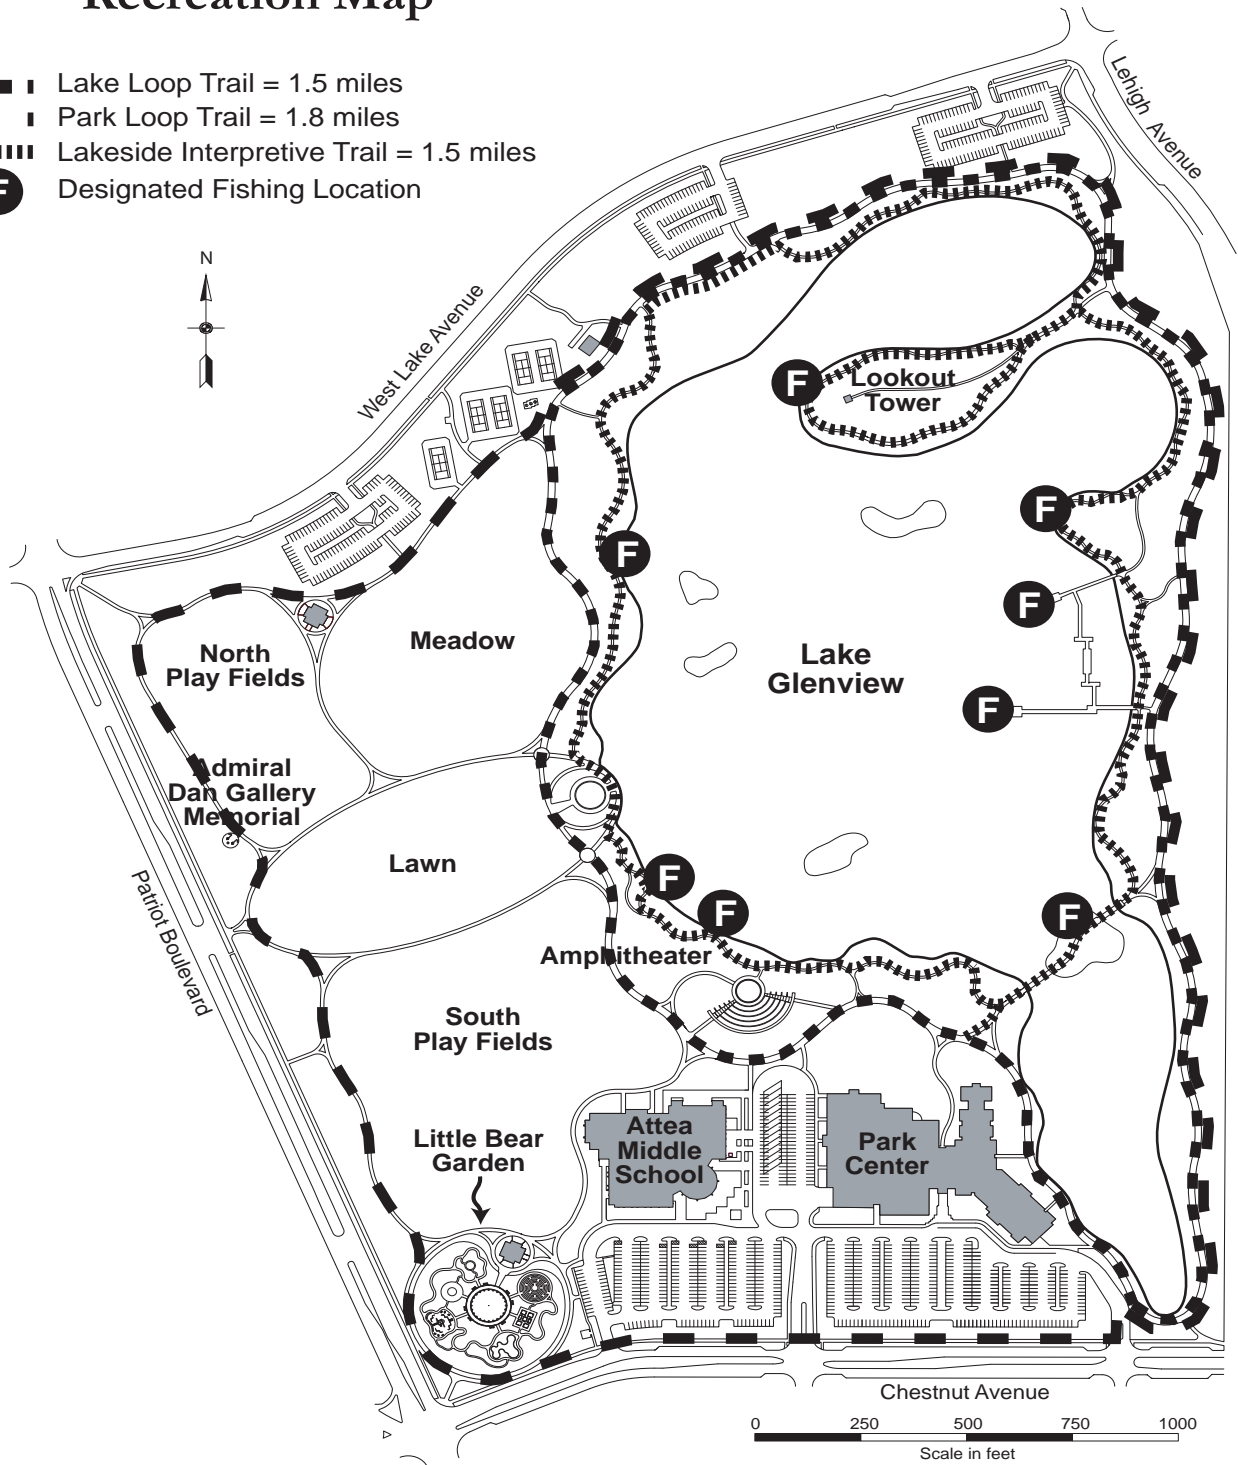 Recreation Map
Lake Loop Trail = 1.5 miles
Park Loop Trail = 1.8 miles
Lakeside Interpretive Trail = 1.5 miles
F Designated Fishing Location
N
Lehigh Avenue
West Lake Avenue
F
Lookout
Tower
F
F
F
Meadow
North
Play Fields
Lake
Glenview
F
Admiral
Dan Gallery
Memorial
Lawn
F
F
F
Patriot Boulevard
Amphitheater
South
Play Fields
Attea
Middle
School
Park
Center
Little Bear
Garden
Chestnut Avenue
0 250 500 750 1000
Scale in feet